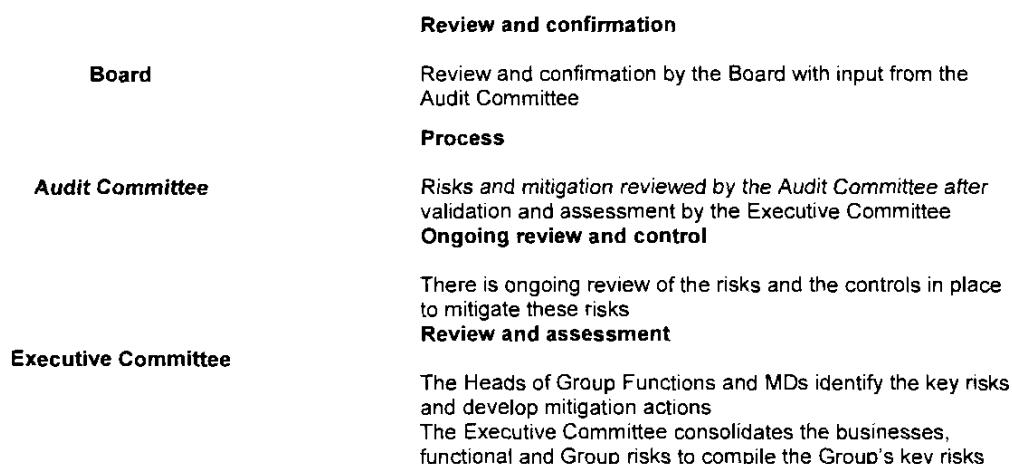 Review and confirmation
Board
Review and confirmation by the Board with input from the
Audit Committee
Process
Audit Committee
Risks and mitigation reviewed by the Audit Committee after
validation and assessment by the Executive Committee
Ongoing review and control
There is ongoing review of the risks and the controls in place
to mitigate these risks
Review and assessment
Executive Committee
The Heads of Group Functions and MDs identify the key risks
and develop mitigation actions
The Executive Committee consolidates the businesses,
functional and Group risks to compile the Group's key risks